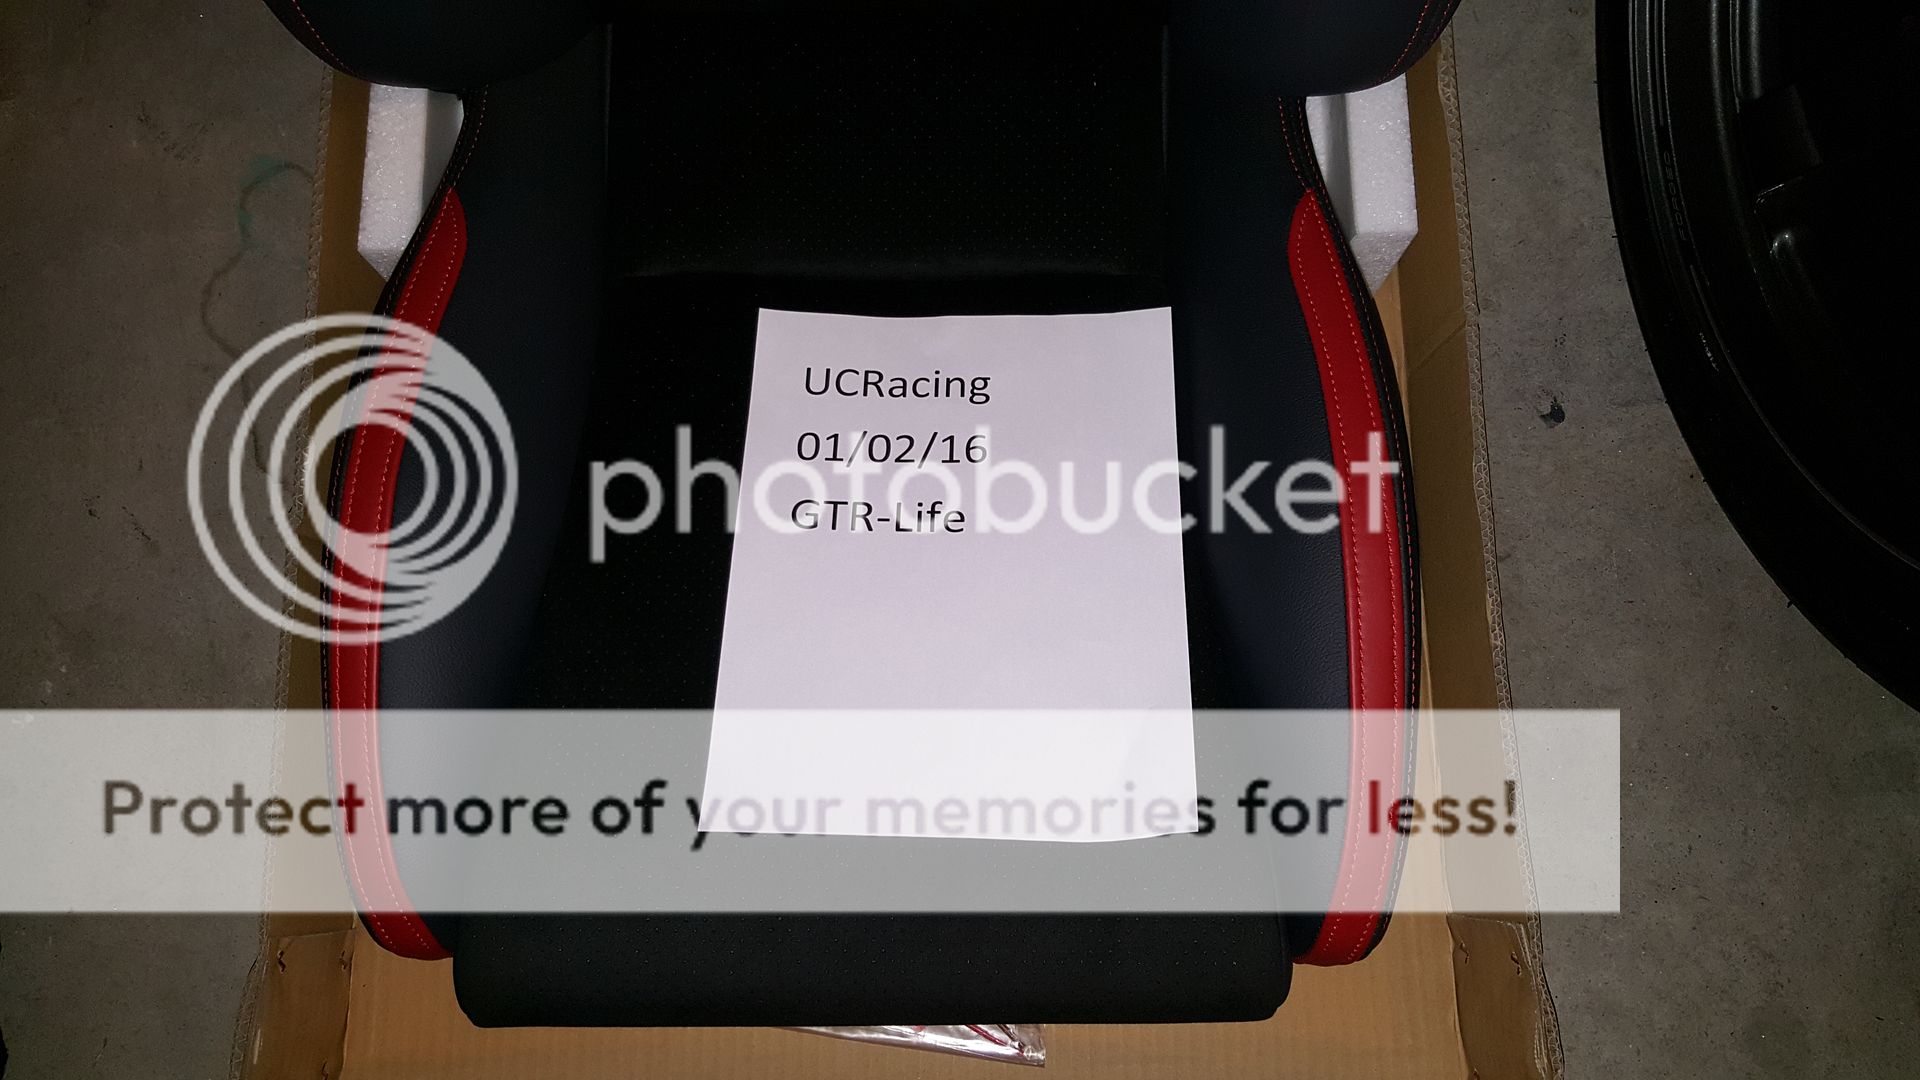 UCRacing
01/02/16
GTR-Life
photobucket
Protect more of your memories for less!